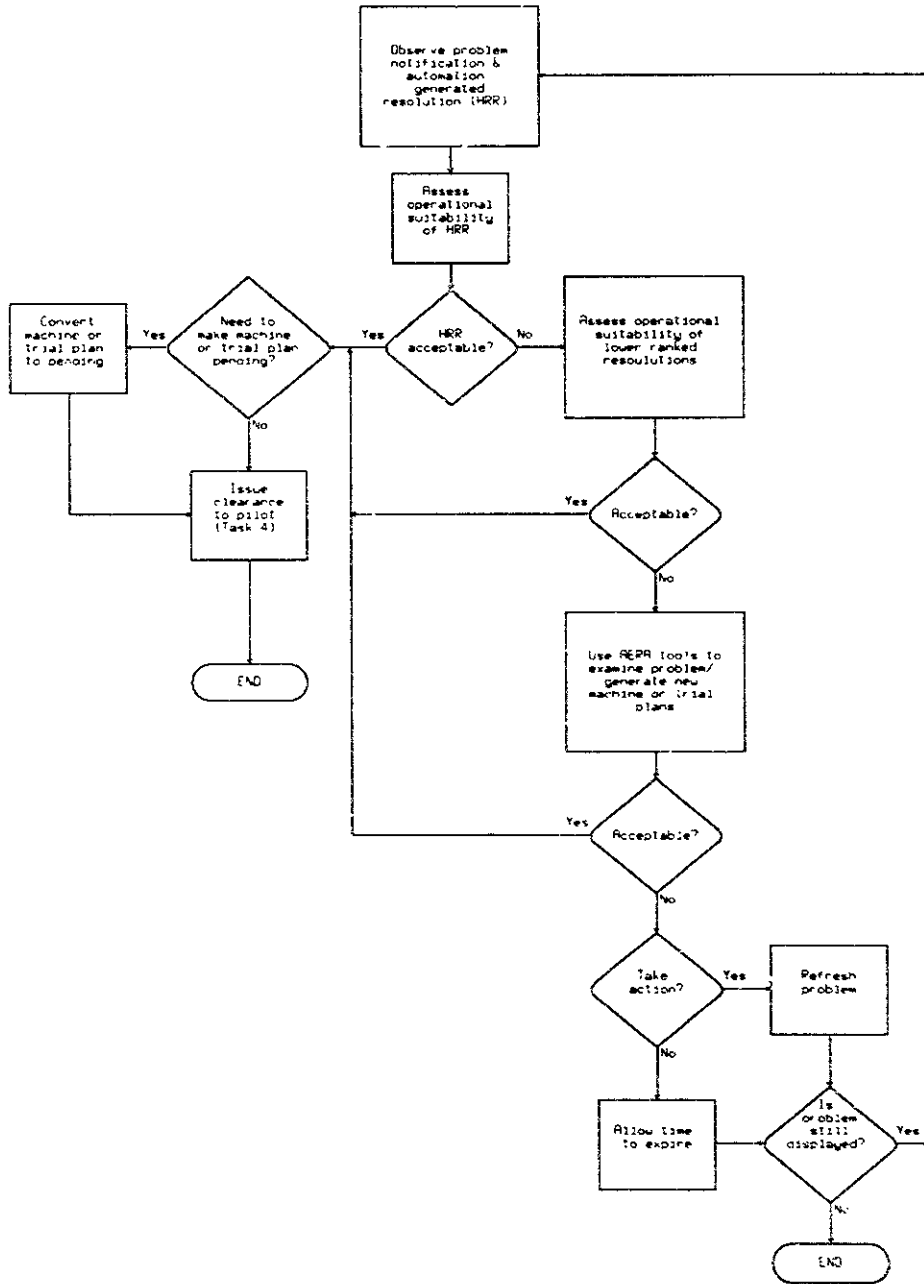 Observe problem
notification &
automation
generated
resolution (HRR)
Assess
operational
suitability
of HRR
Convert
machine or
trial plan
to pending
Yes
Need to
make machine
or trial plan
pending?
Yes
HRR
acceptable?
No
Assess operational
suitability of
lower ranked
resoulutions
No
Issue
clearance
to pilot
(Task 4)
Yes
Acceptable?
No
END
Use AERA tools to
examine problem/
generate new
machine or trial
plans
Yes
Acceptable?
No
Take
action?
Yes
Refresh
problem
No
Allow time
to expire
Is
problem
still
displayed?
Yes
No
END